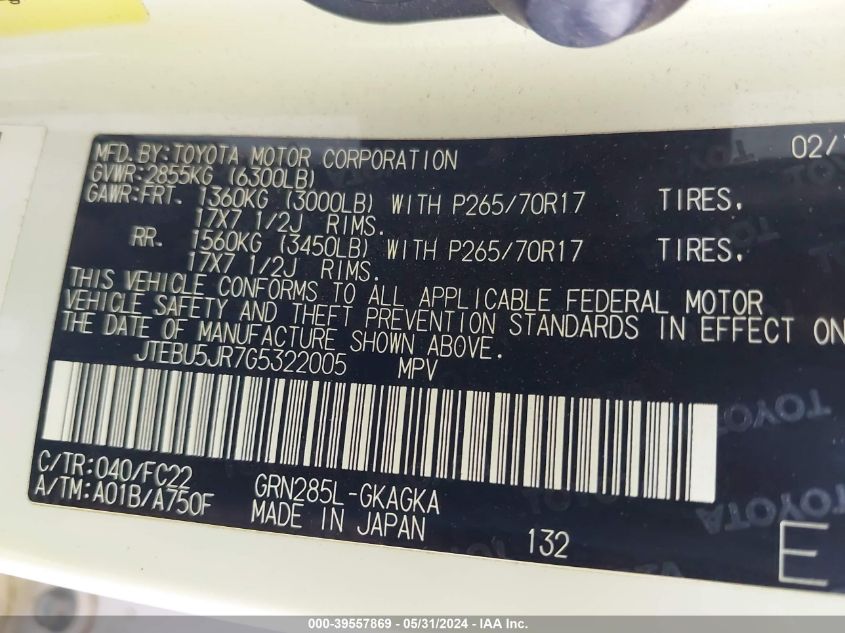 MFD. BY: TOYOTA MOTOR CORPORATION 02/
GVWR: 2855KG (6300LB)
GAWR: FRT. 1360KG (3000LB) WITH P265/70R17 TIRES.
17X7 1/2J RIMS.
RR. 1560KG (3450LB) WITH P265/70R17 TIRES.
17X7 1/2J RIMS.
THIS VEHICLE CONFORMS TO ALL APPLICABLE FEDERAL MOTOR
VEHICLE SAFETY AND THEFT PREVENTION STANDARDS IN EFFECT ON
THE DATE OF MANUFACTURE SHOWN ABOVE.
JTEBU5JR7G5322005 MPV
C/TR: 040/FC22
A/TM: A01B/A750F
GRN285L-GKAGKA
MADE IN JAPAN
132
E
TOYOTA
TOYOTA
000-39557869 - 05/31/2024 - IAA Inc.